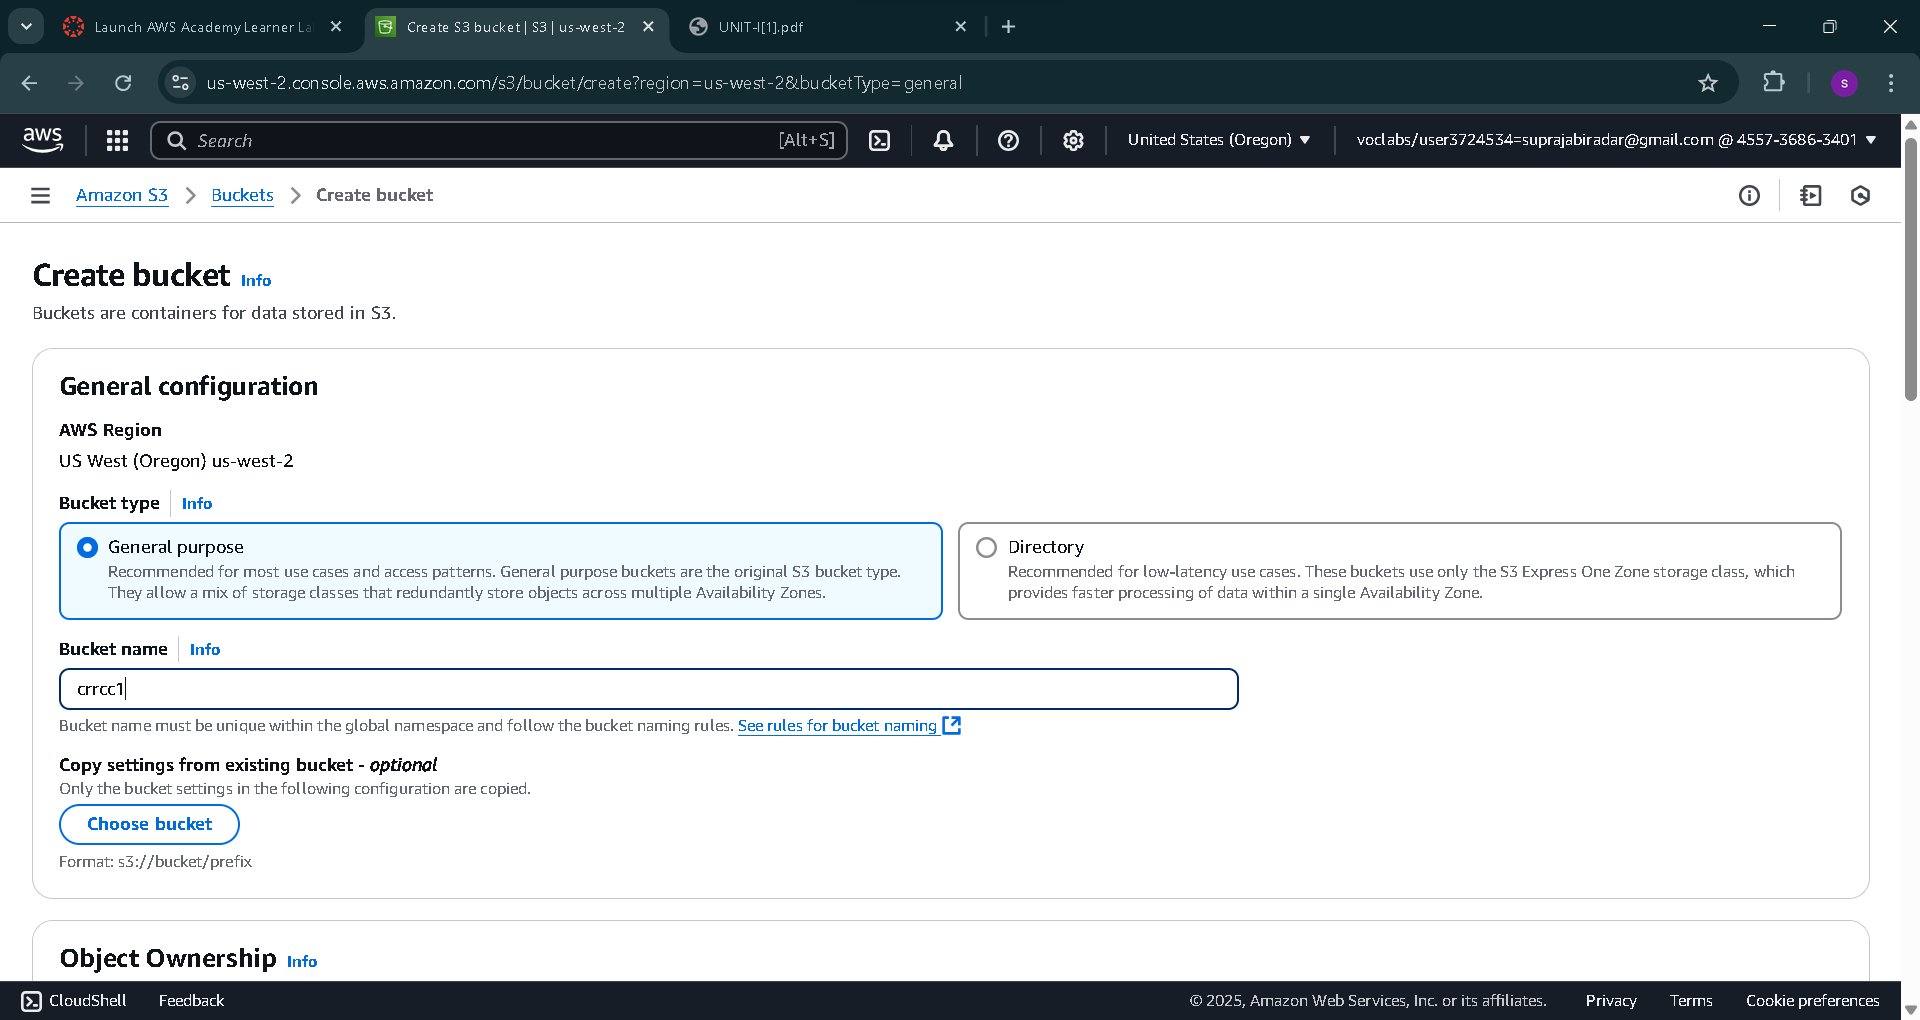 Launch AWS Academy Learner La
Create S3 bucket | S3 | us-west-2
UNIT-I[1].pdf
us-west-2.console.aws.amazon.com/s3/bucket/create?region=us-west-2&bucketType=general
s
aws
Search
[Alt+S]
United States (Oregon)
voclabs/user3724534=suprajabiradar@gmail.com @ 4557-3686-3401
Amazon S3 > Buckets > Create bucket
Create bucket Info
Buckets are containers for data stored in S3.
General configuration
AWS Region
US West (Oregon) us-west-2
Bucket type Info
General purpose
Recommended for most use cases and access patterns. General purpose buckets are the original S3 bucket type.
They allow a mix of storage classes that redundantly store objects across multiple Availability Zones.
Directory
Recommended for low-latency use cases. These buckets use only the S3 Express One Zone storage class, which
provides faster processing of data within a single Availability Zone.
Bucket name Info
crrcc1
Bucket name must be unique within the global namespace and follow the bucket naming rules. See rules for bucket naming
Copy settings from existing bucket - optional
Only the bucket settings in the following configuration are copied.
Choose bucket
Format: s3://bucket/prefix
Object Ownership Info
CloudShell
Feedback
© 2025, Amazon Web Services, Inc. or its affiliates.
Privacy
Terms
Cookie preferences